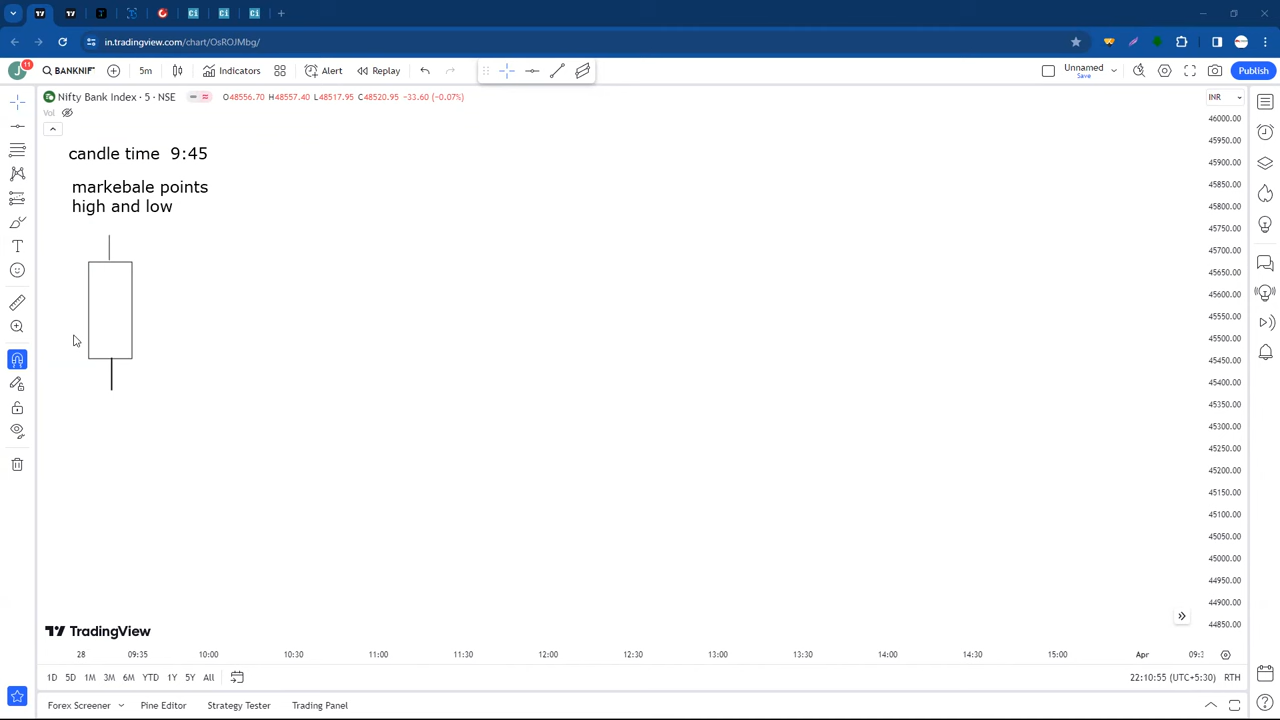 in.tradingview.com/chart/OsROJMbg/
11
J
BANKNIF
5m
Indicators
Alert
Replay
Unnamed
Save
Publish
Nifty Bank Index · 5 · NSE
O48556.70 H48557.40 L48517.95 C48520.95 −33.60 (−0.07%)
INR
Vol
candle time 9:45
markebale points
high and low
46000.00
45950.00
45900.00
45850.00
45800.00
45750.00
45700.00
45650.00
45600.00
45550.00
45500.00
45450.00
45400.00
45350.00
45300.00
45250.00
45200.00
45150.00
45100.00
45050.00
45000.00
44950.00
44900.00
44850.00
TradingView
28 09:35 10:00 10:30 11:00 11:30 12:00 12:30 13:00 13:30 14:00 14:30 15:00 Apr 09:3
1D 5D 1M 3M 6M YTD 1Y 5Y All
22:10:55 (UTC+5:30) RTH
Forex Screener Pine Editor Strategy Tester Trading Panel